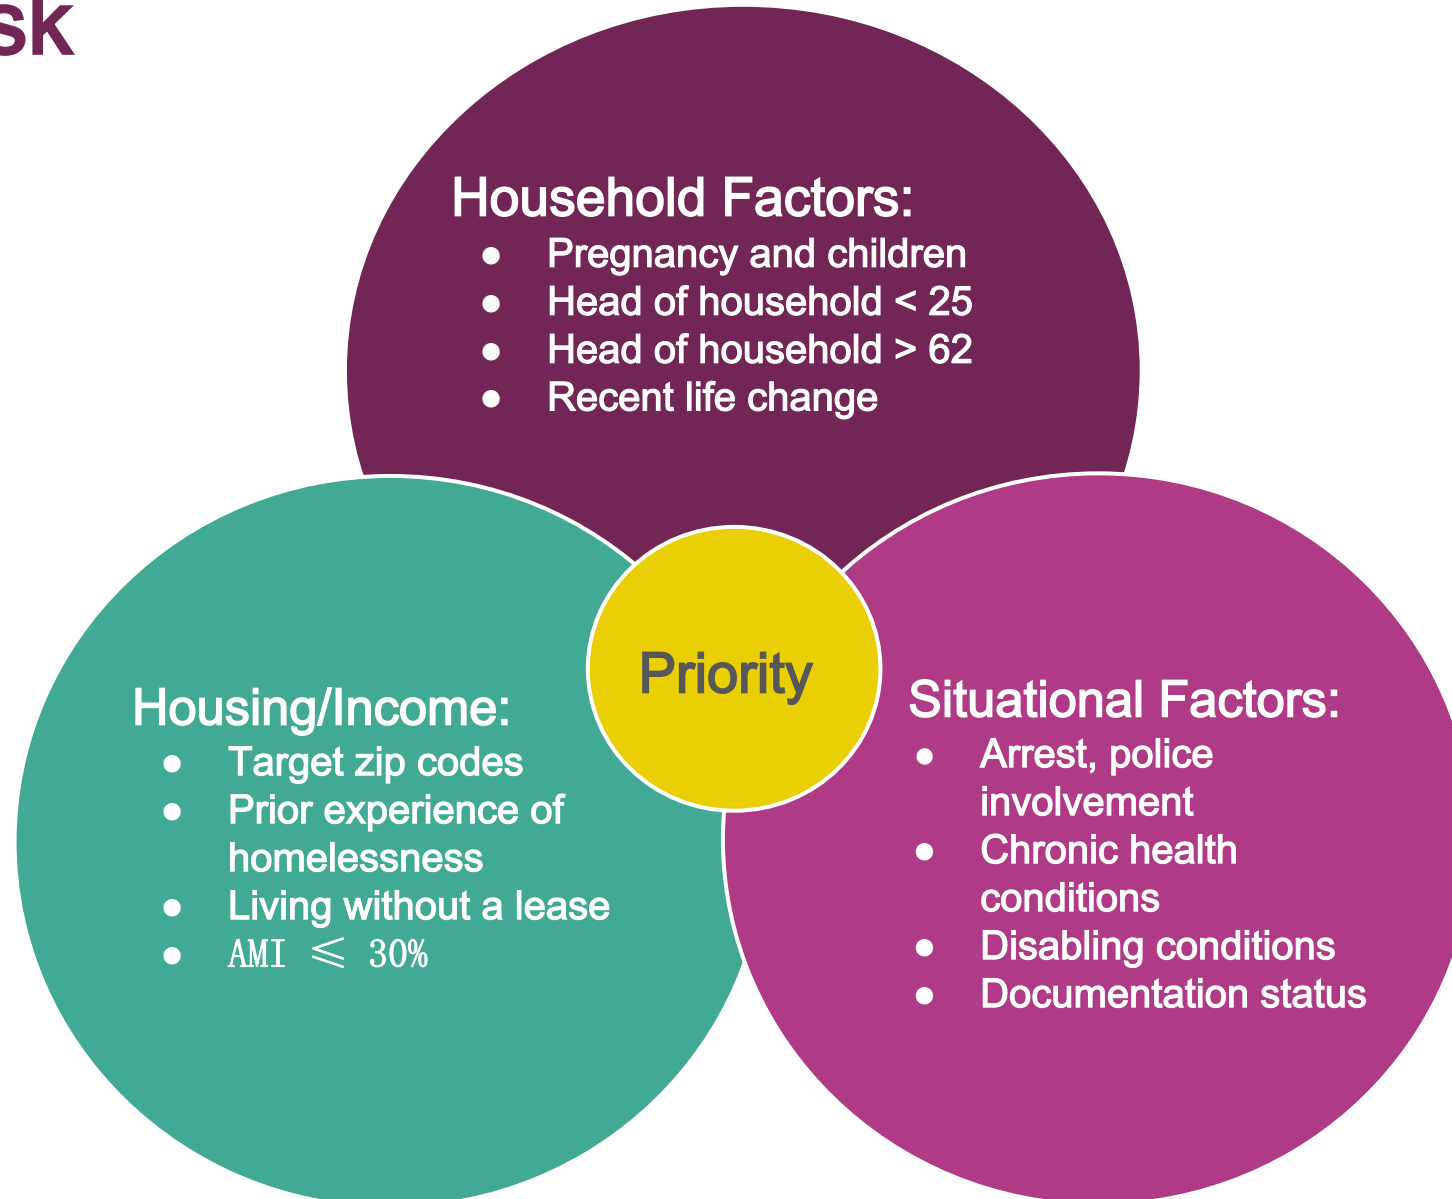 sk
Household Factors:
● Pregnancy and children
● Head of household < 25
● Head of household > 62
● Recent life change
Priority
Housing/Income:
● Target zip codes
● Prior experience of
homelessness
● Living without a lease
● AMI ≤ 30%
Situational Factors:
● Arrest, police
involvement
● Chronic health
conditions
● Disabling conditions
● Documentation status